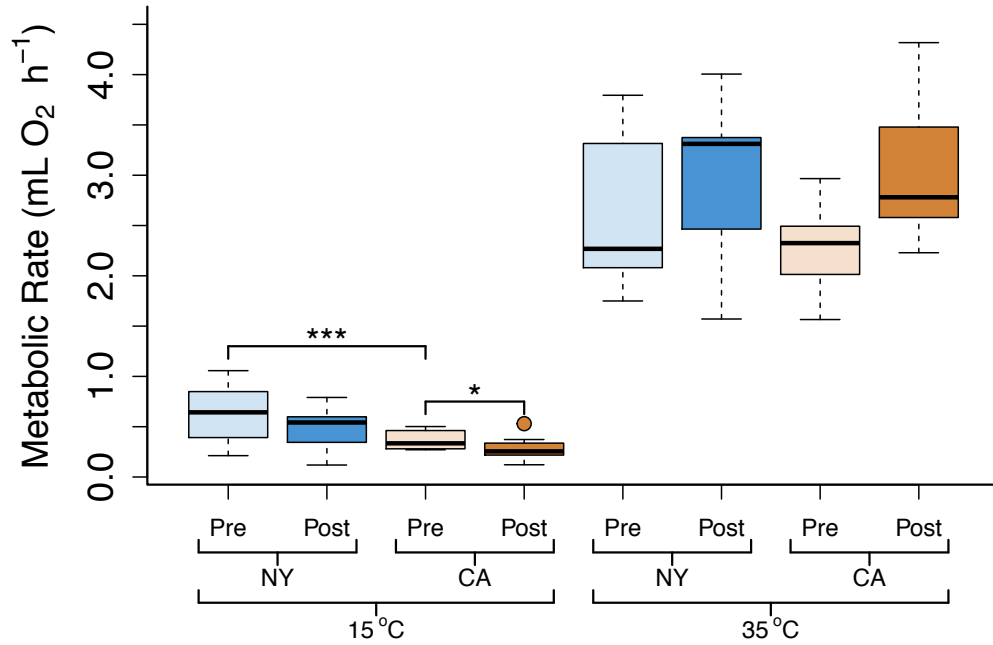 Metabolic Rate (mL O₂ h⁻¹)
4.0
3.0
2.0
1.0
0.0
***
*
Pre Post Pre Post Pre Post Pre Post
NY CA NY CA
15 °C 35 °C